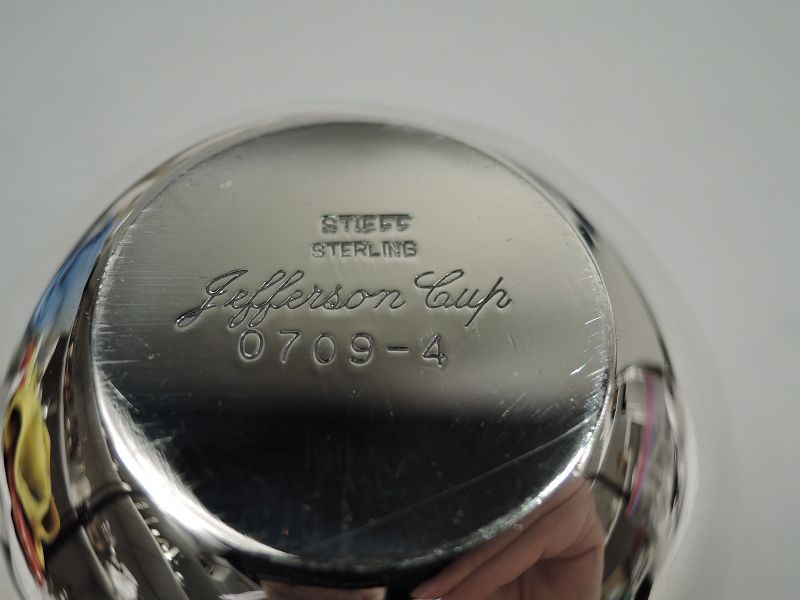 STIEFF
STERLING
Jefferson Cup
0709-4